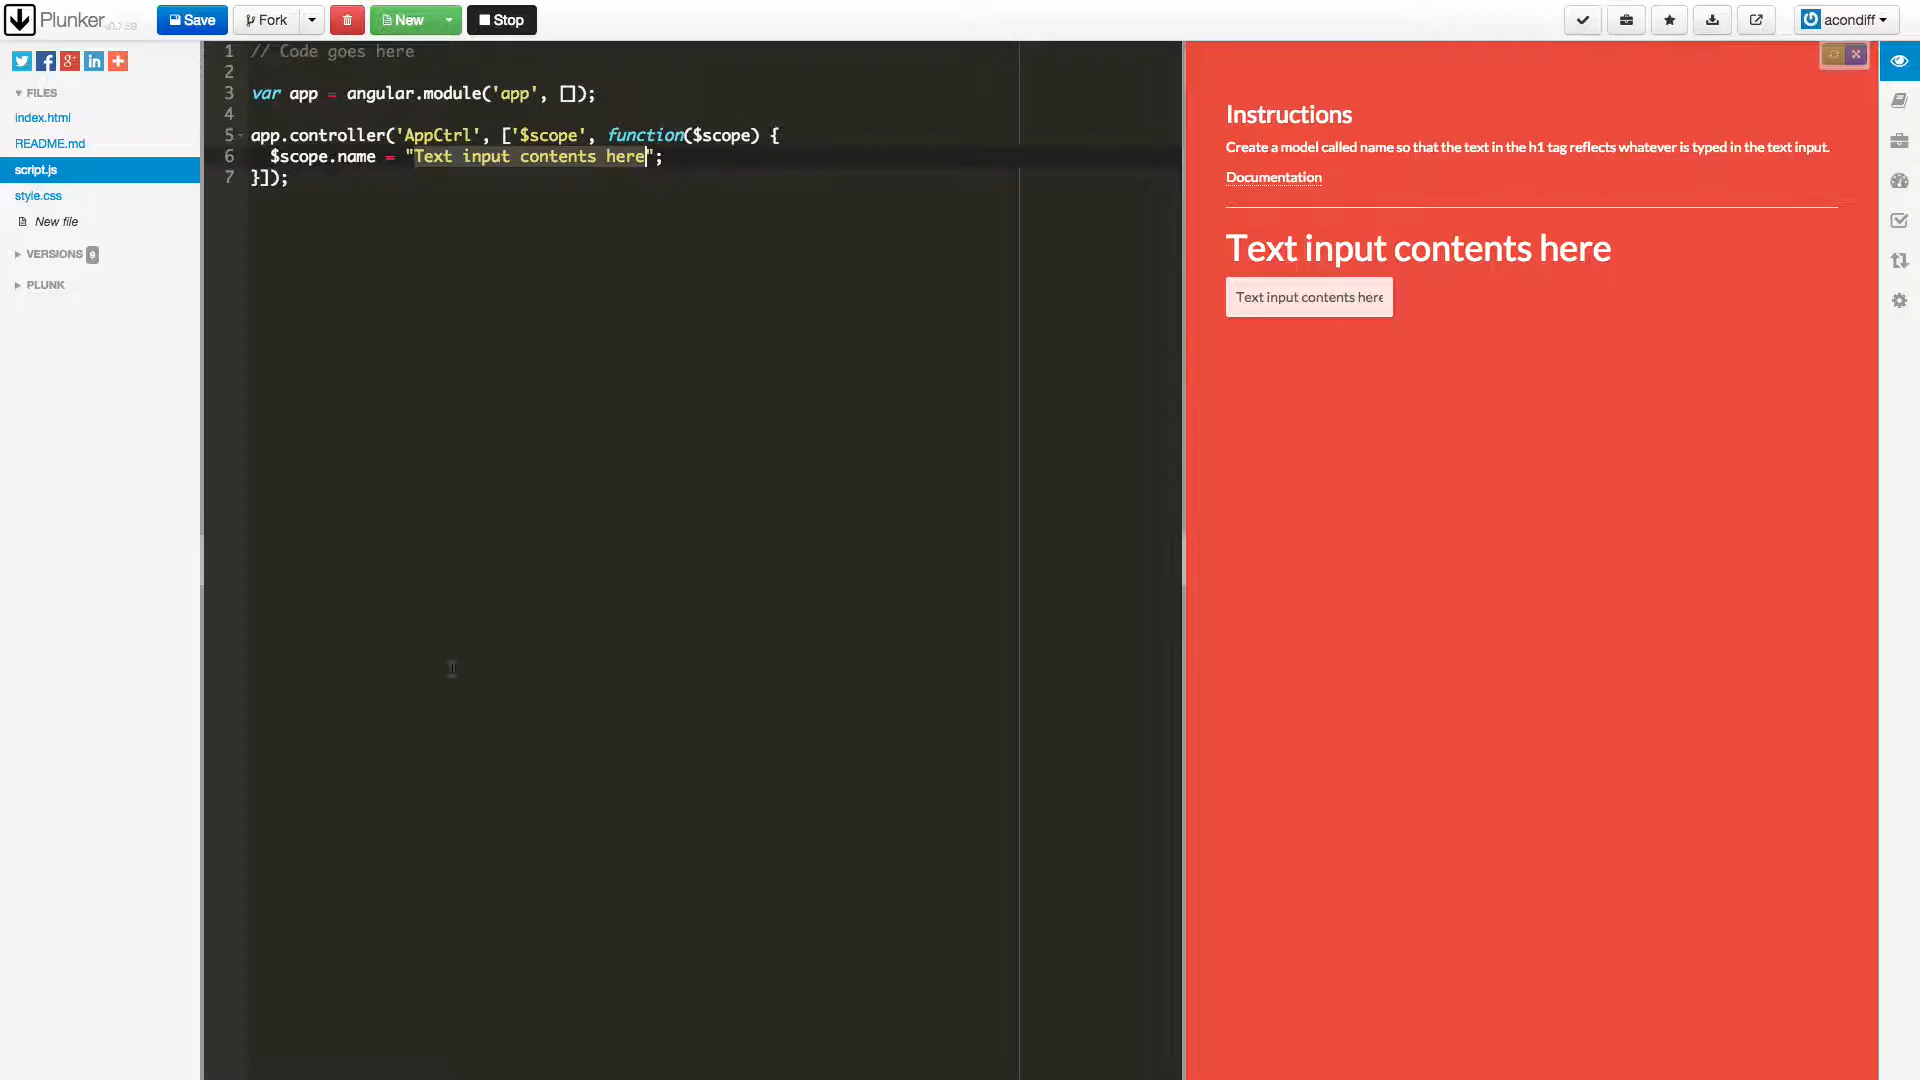 Plunker v0.7.59 Save Fork New Stop acondiff
FILES
index.html
README.md
script.js
style.css
New file
VERSIONS 9
PLUNK
1 // Code goes here
2
3 var app = angular.module('app', []);
4
5 app.controller('AppCtrl', ['$scope', function($scope) {
6 $scope.name = "Text input contents here";
7 }]);
Instructions
Create a model called name so that the text in the h1 tag reflects whatever is typed in the text input.
Documentation
Text input contents here
Text input contents here